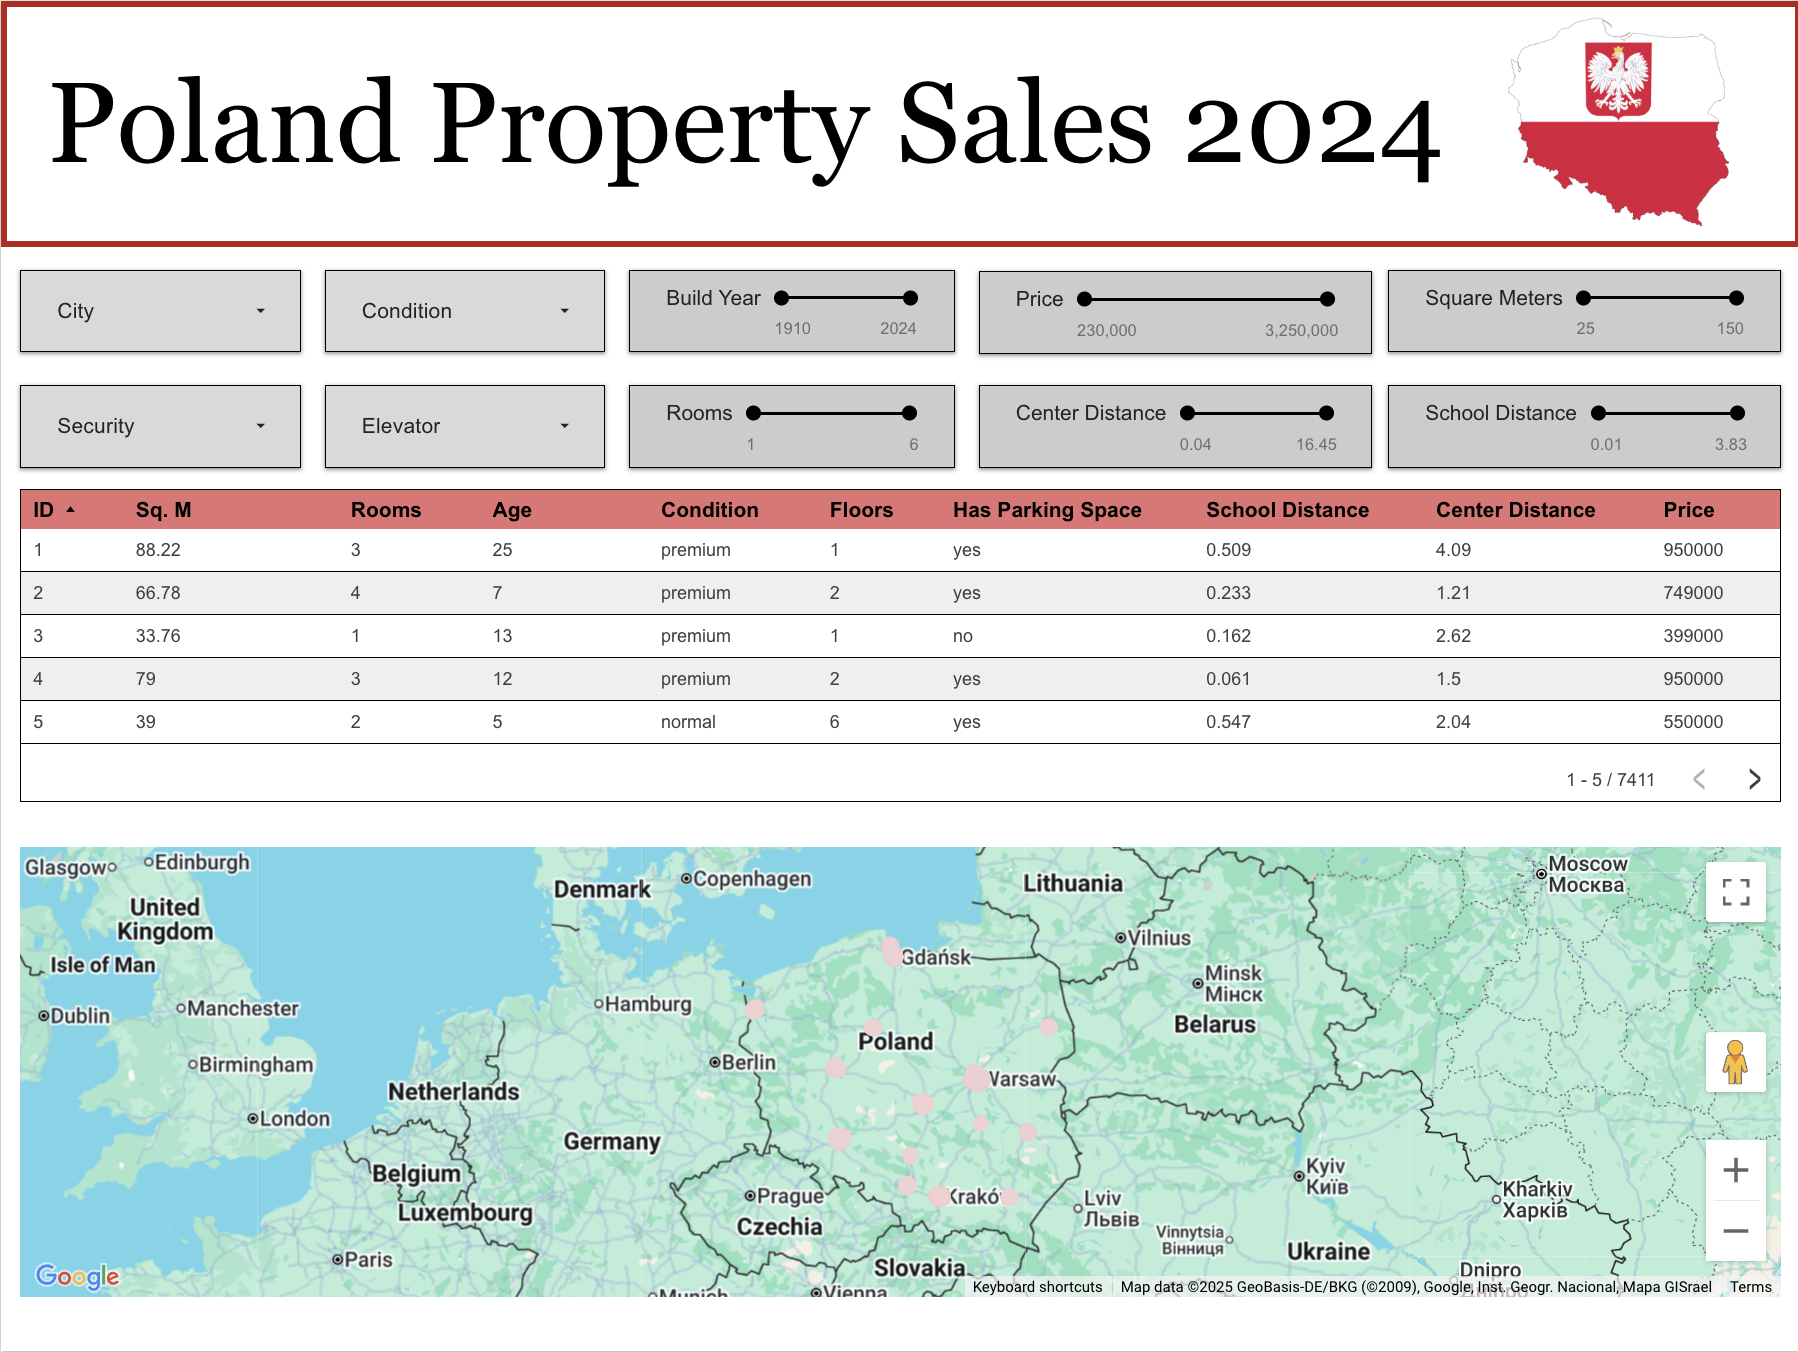 Poland Property Sales 2024
City
Condition
Build Year
1910 2024
Price
230,000 3,250,000
Square Meters
25 150
Security
Elevator
Rooms
1 6
Center Distance
0.04 16.45
School Distance
0.01 3.83
ID Sq. M Rooms Age Condition Floors Has Parking Space School Distance Center Distance Price
1 88.22 3 25 premium 1 yes 0.509 4.09 950000
2 66.78 4 7 premium 2 yes 0.233 1.21 749000
3 33.76 1 13 premium 1 no 0.162 2.62 399000
4 79 3 12 premium 2 yes 0.061 1.5 950000
5 39 2 5 normal 6 yes 0.547 2.04 550000
1 - 5 / 7411
Glasgow
Edinburgh
Denmark
Copenhagen
Lithuania
Moscow
Москва
United
Kingdom
Isle of Man
Vilnius
Gdańsk
Minsk
Мінск
Dublin
Manchester
Hamburg
Belarus
Poland
Birmingham
Berlin
Warsaw
Netherlands
London
Germany
Belgium
Kyiv
Київ
Prague
Lviv
Львів
Kharkiv
Харків
Luxembourg
Czechia
Vinnytsia
Вінниця
Ukraine
Paris
Slovakia
Dnipro
Google
Vienna
Munich
Keyboard shortcuts
Map data ©2025 GeoBasis-DE/BKG (©2009), Google, Inst. Geogr. Nacional, Mapa GISrael
Terms